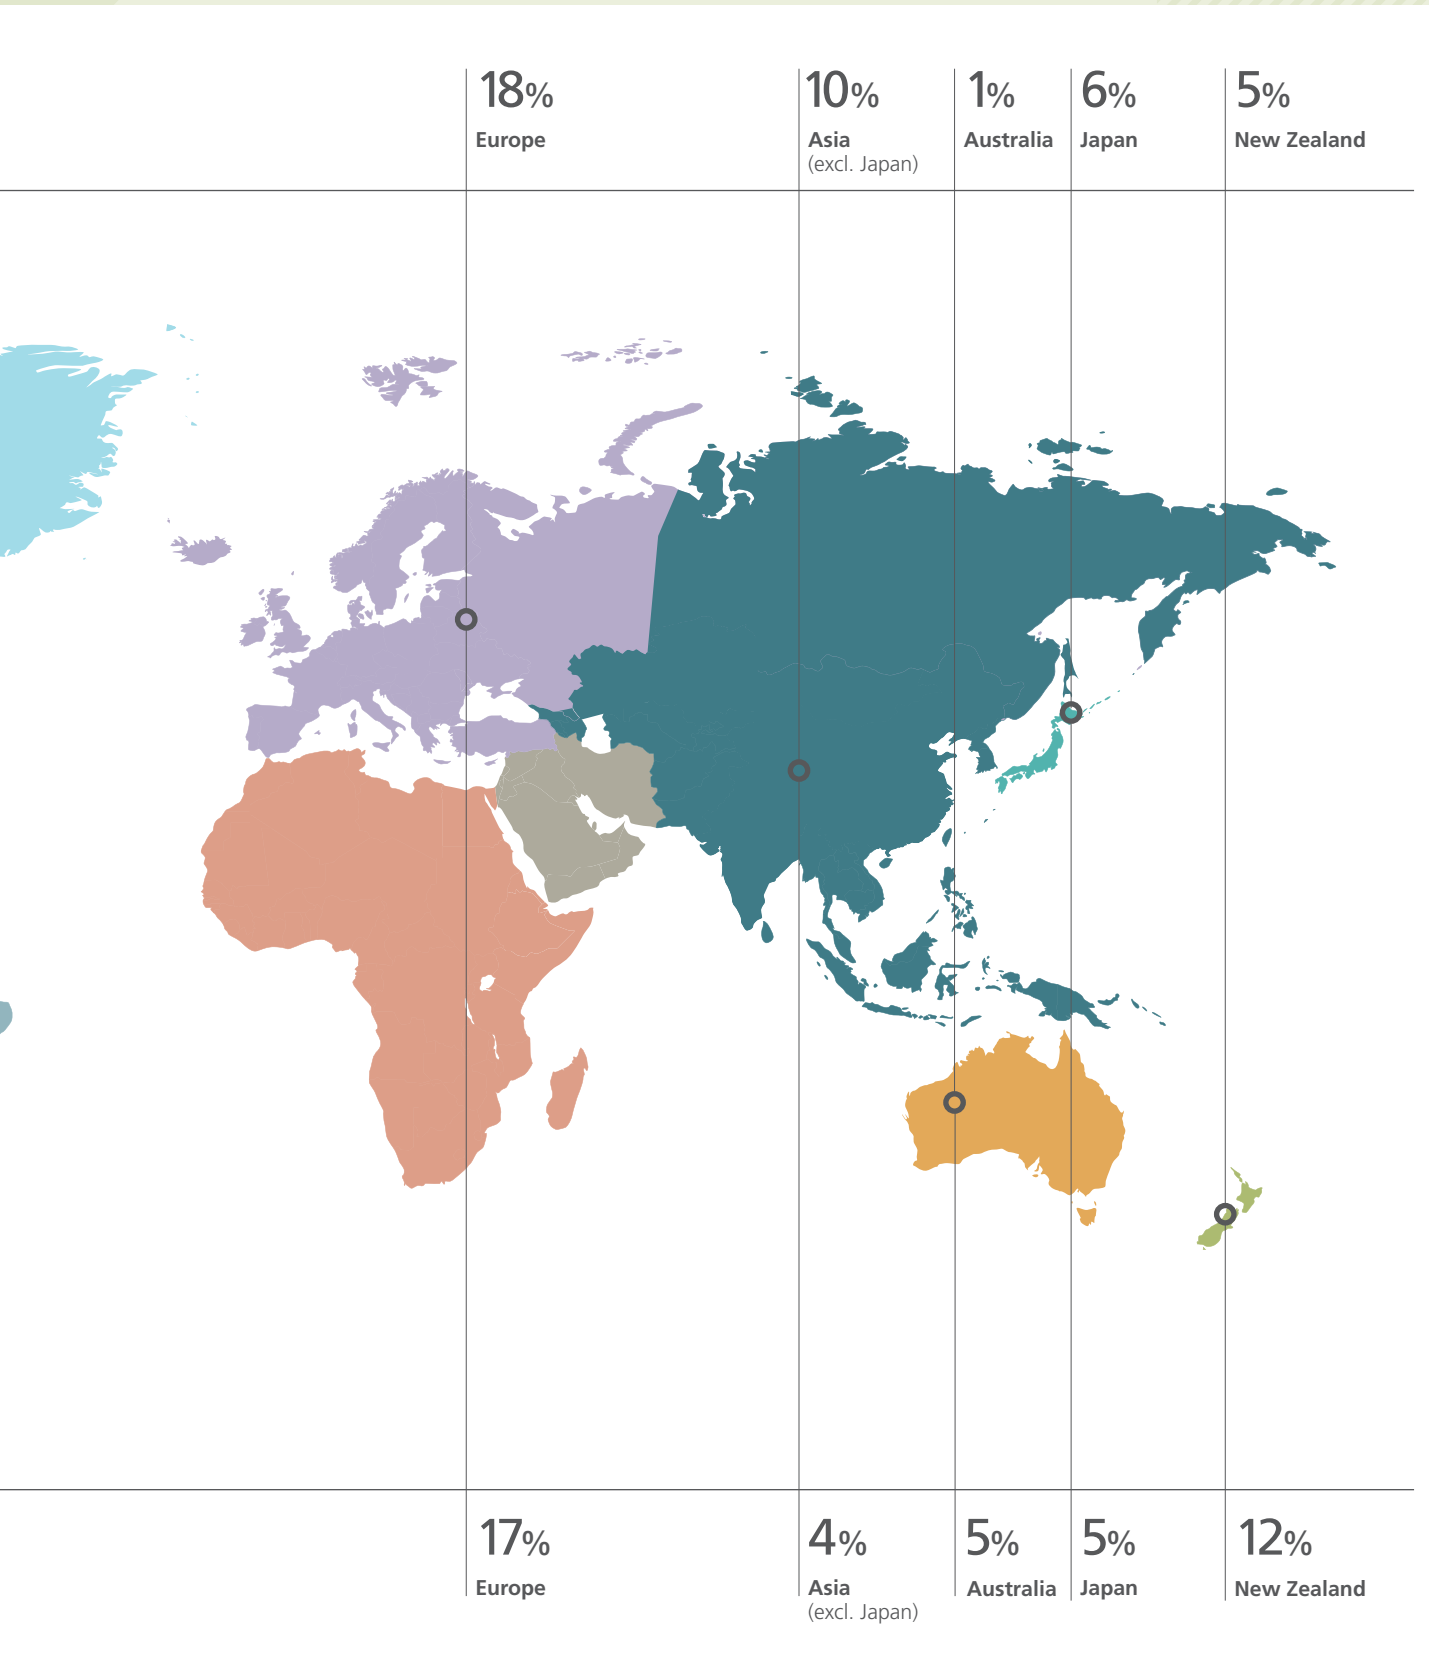 18%
Europe
10%
Asia
(excl. Japan)
1%
Australia
6%
Japan
5%
New Zealand
17%
Europe
4%
Asia
(excl. Japan)
5%
Australia
5%
Japan
12%
New Zealand